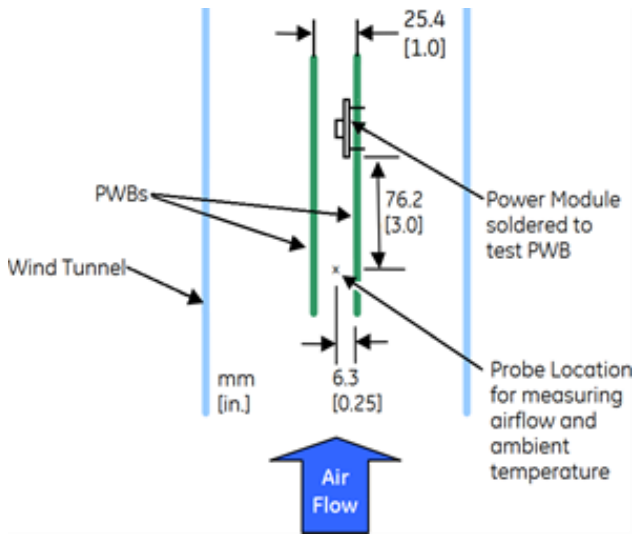 25.4
[1.0]
PWBs
76.2
[3.0]
Power Module
soldered to
test PWB
Wind Tunnel
x
mm
[in.]
6.3
[0.25]
Probe Location
for measuring
airflow and
ambient
temperature
Air
Flow